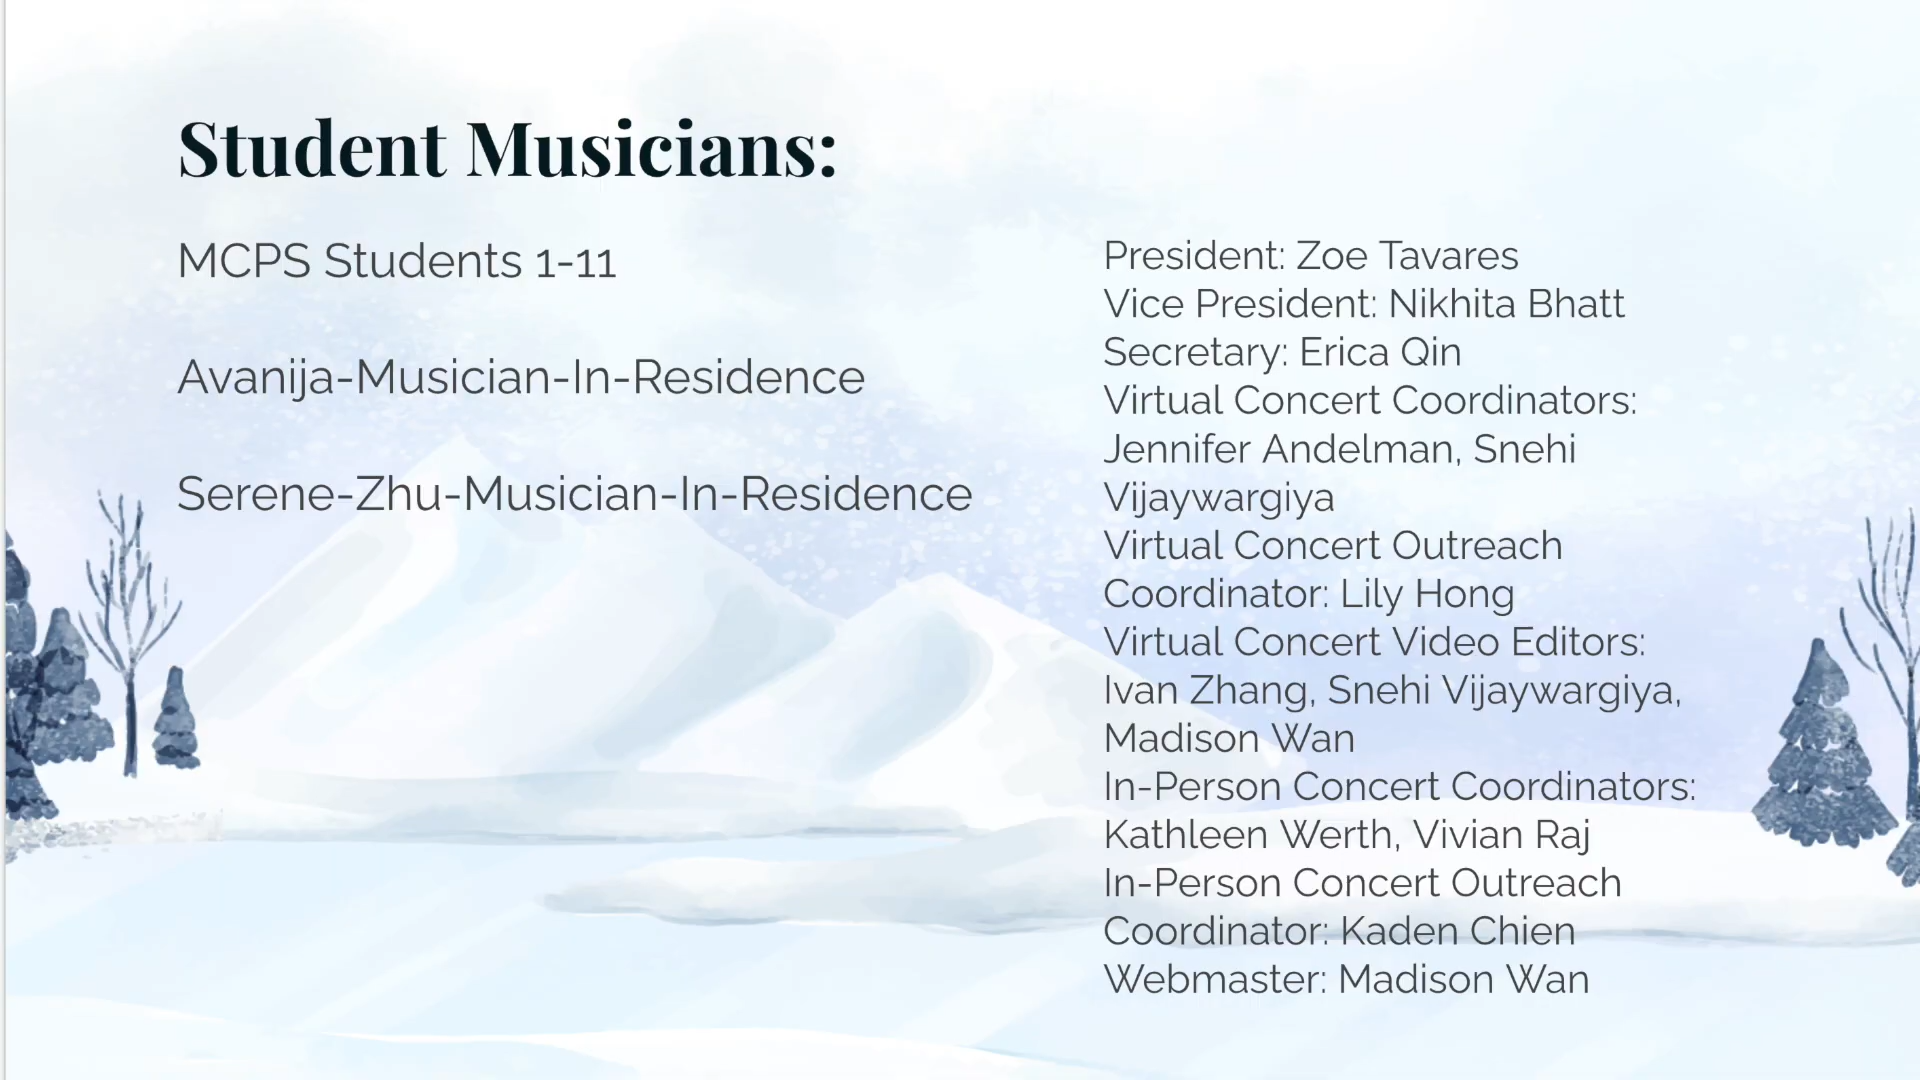 Student Musicians:
MCPS Students 1-11
Avanija-Musician-In-Residence
Serene-Zhu-Musician-In-Residence
President: Zoe Tavares
Vice President: Nikhita Bhatt
Secretary: Erica Qin
Virtual Concert Coordinators:
Jennifer Andelman, Snehi
Vijaywargiya
Virtual Concert Outreach
Coordinator: Lily Hong
Virtual Concert Video Editors:
Ivan Zhang, Snehi Vijaywargiya,
Madison Wan
In-Person Concert Coordinators:
Kathleen Werth, Vivian Raj
In-Person Concert Outreach
Coordinator: Kaden Chien
Webmaster: Madison Wan